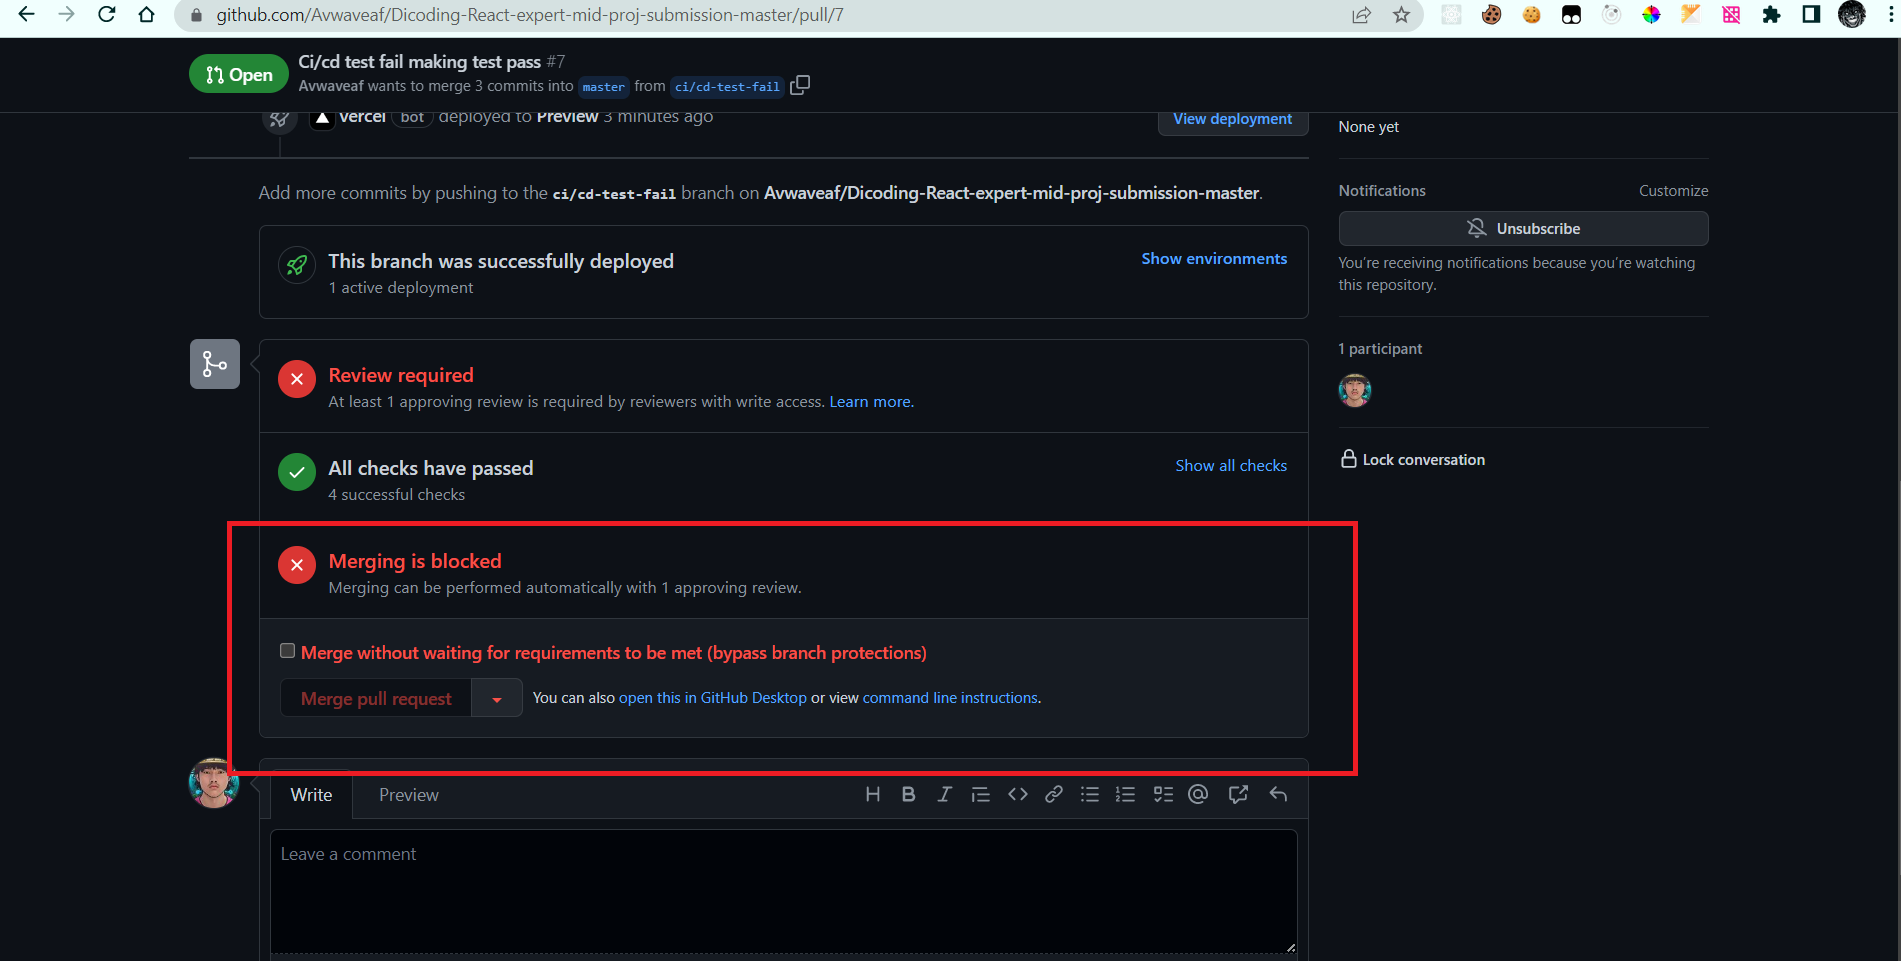 github.com/Avwaveaf/Dicoding-React-expert-mid-proj-submission-master/pull/7
Open
Ci/cd test fail making test pass #7
Avwaveaf wants to merge 3 commits into master from ci/cd-test-fail
vercel bot deployed to Preview 3 minutes ago
View deployment
Add more commits by pushing to the ci/cd-test-fail branch on Avwaveaf/Dicoding-React-expert-mid-proj-submission-master.
This branch was successfully deployed
1 active deployment
Show environments
Review required
At least 1 approving review is required by reviewers with write access. Learn more.
All checks have passed
4 successful checks
Show all checks
Merging is blocked
Merging can be performed automatically with 1 approving review.
Merge without waiting for requirements to be met (bypass branch protections)
Merge pull request
You can also open this in GitHub Desktop or view command line instructions.
Write
Preview
Leave a comment
None yet
Notifications
Customize
Unsubscribe
You're receiving notifications because you're watching
this repository.
1 participant
Lock conversation